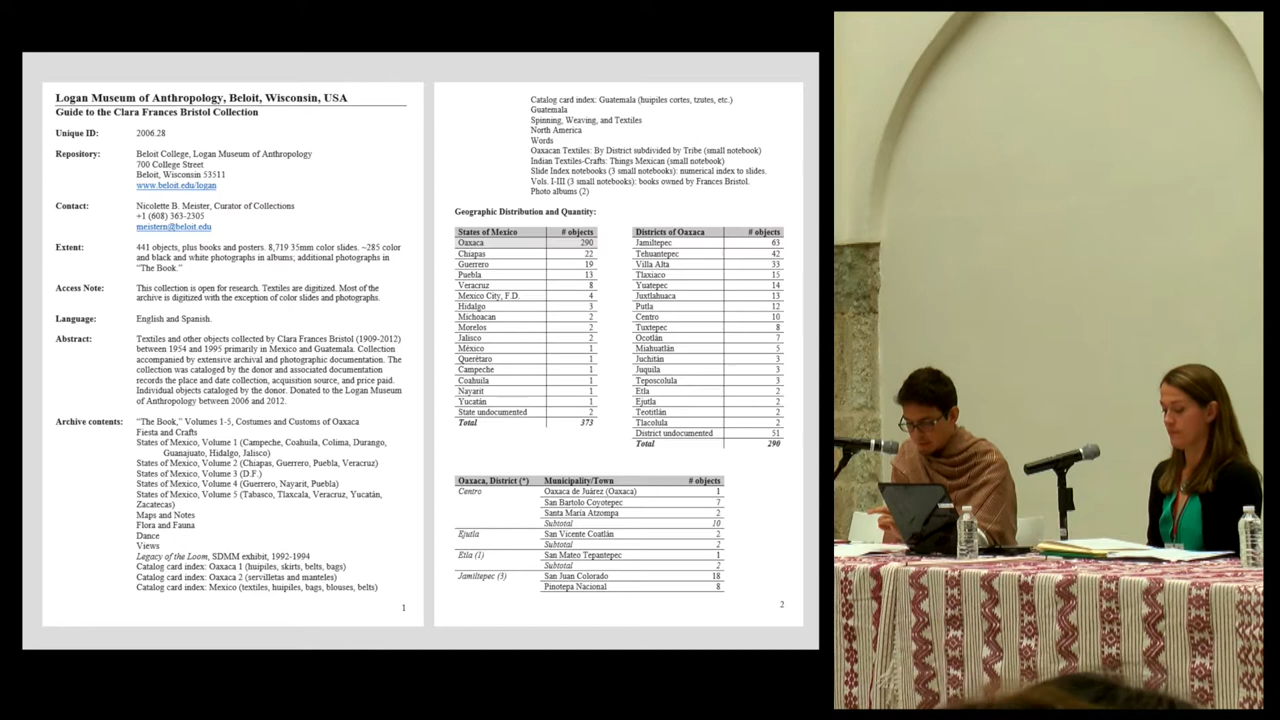 Logan Museum of Anthropology, Beloit, Wisconsin, USA
Guide to the Clara Frances Bristol Collection
Unique ID: 2006.28
Repository: Beloit College, Logan Museum of Anthropology
700 College Street
Beloit, Wisconsin 53511
www.beloit.edu/logan
Contact: Nicolette B. Meister, Curator of Collections
+1 (608) 363-2305
meistern@beloit.edu
Extent: 441 objects, plus books and posters. 8,719 35mm color slides. ~285 color
and black and white photographs in albums; additional photographs in
"The Book."
Access Note: This collection is open for research. Textiles are digitized. Most of the
archive is digitized with the exception of color slides and photographs.
Language: English and Spanish.
Abstract: Textiles and other objects collected by Clara Frances Bristol (1909-2012)
between 1954 and 1995 primarily in Mexico and Guatemala. Collection
accompanied by extensive archival and photographic documentation. The
collection was cataloged by the donor and associated documentation
records the place and date collection, acquisition source, and price paid.
Individual objects cataloged by the donor. Donated to the Logan Museum
of Anthropology between 2006 and 2012.
Archive contents: "The Book," Volumes 1-5, Costumes and Customs of Oaxaca
Fiesta and Crafts
States of Mexico, Volume 1 (Campeche, Coahuila, Colima, Durango,
Guanajuato, Hidalgo, Jalisco)
States of Mexico, Volume 2 (Chiapas, Guerrero, Puebla, Veracruz)
States of Mexico, Volume 3 (D.F.)
States of Mexico, Volume 4 (Guerrero, Nayarit, Puebla)
States of Mexico, Volume 5 (Tabasco, Tlaxcala, Veracruz, Yucatán,
Zacatecas)
Maps and Notes
Flora and Fauna
Dance
Views
Legacy of the Loom, SDMM exhibit, 1992-1994
Catalog card index: Oaxaca 1 (huipiles, skirts, belts, bags)
Catalog card index: Oaxaca 2 (servilletas and manteles)
Catalog card index: Mexico (textiles, huipiles, bags, blouses, belts)
1
Catalog card index: Guatemala (huipiles cortes, tzutes, etc.)
Guatemala
Spinning, Weaving, and Textiles
North America
Words
Oaxacan Textiles: By District subdivided by Tribe (small notebook)
Indian Textiles-Crafts: Things Mexican (small notebook)
Slide Index notebooks (3 small notebooks): numerical index to slides.
Vols. I-III (3 small notebooks): books owned by Frances Bristol.
Photo albums (2)
Geographic Distribution and Quantity:
States of Mexico # objects
Oaxaca 290
Chiapas 22
Guerrero 19
Puebla 13
Veracruz 8
Mexico City, F.D. 4
Hidalgo 3
Michoacan 2
Morelos 2
Jalisco 2
México 1
Querétaro 1
Campeche 1
Coahuila 1
Nayarit 1
Yucatán 1
State undocumented 2
Total 373
Districts of Oaxaca # objects
Jamiltepec 63
Tehuantepec 42
Villa Alta 33
Tlaxiaco 15
Yuatepec 14
Juxtlahuaca 13
Putla 12
Centro 10
Tuxtepec 8
Ocotlán 7
Miahuatlán 5
Juchitán 3
Juquila 3
Teposcolula 3
Etla 2
Ejutla 2
Teotitlán 2
Tlacolula 2
District undocumented 51
Total 290
Oaxaca, District (*) Municipality/Town # objects
Centro Oaxaca de Juárez (Oaxaca) 1
San Bartolo Coyotepec 7
Santa María Atzompa 2
Subtotal 10
Ejutla San Vicente Coatlán 2
Subtotal 2
Etla (1) San Mateo Tepantepec 1
Subtotal 2
Jamiltepec (3) San Juan Colorado 18
Pinotepa Nacional 8
2